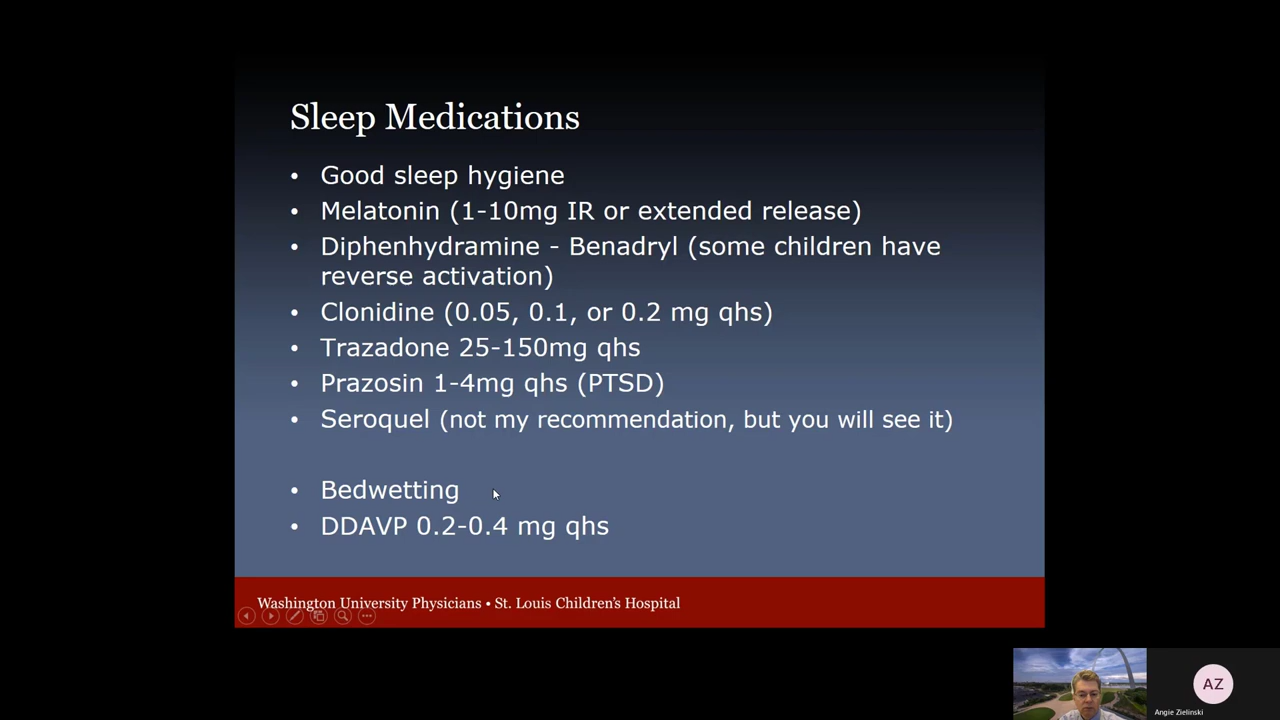 Sleep Medications
• Good sleep hygiene
• Melatonin (1-10mg IR or extended release)
• Diphenhydramine - Benadryl (some children have
reverse activation)
• Clonidine (0.05, 0.1, or 0.2 mg qhs)
• Trazadone 25-150mg qhs
• Prazosin 1-4mg qhs (PTSD)
• Seroquel (not my recommendation, but you will see it)
• Bedwetting
• DDAVP 0.2-0.4 mg qhs
Washington University Physicians • St. Louis Children's Hospital
AZ
Angie Zielinski